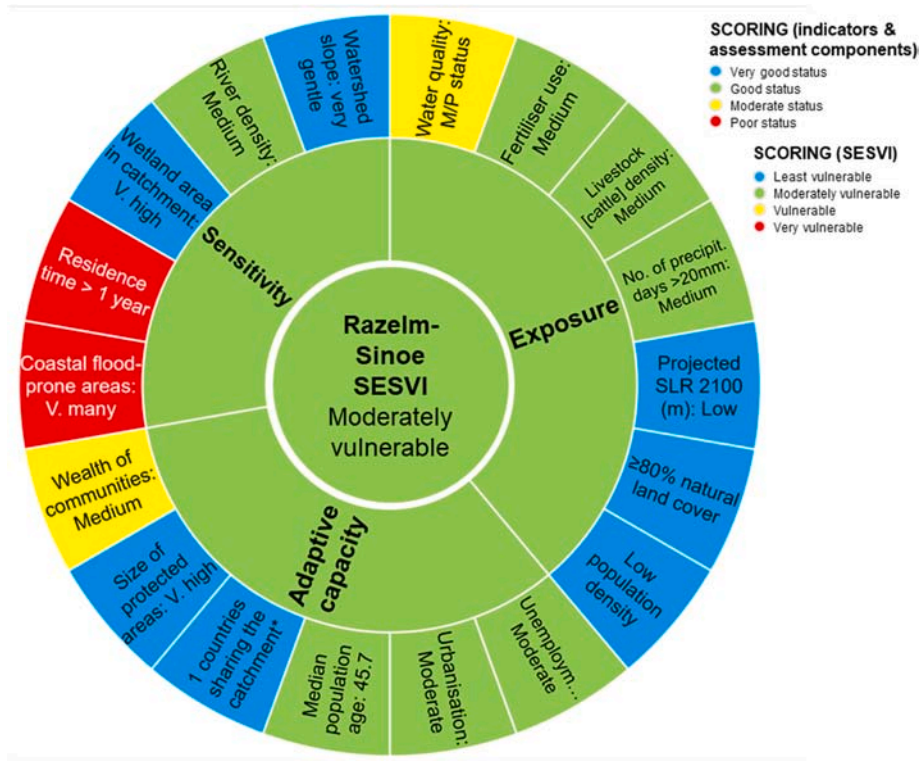 SCORING (indicators &
assessment components)
Very good status
Good status
Moderate status
Poor status
SCORING (SESVI)
Least vulnerable
Moderately vulnerable
Vulnerable
Very vulnerable
Razelm-
Sinoe
SESVI
Moderately
vulnerable
Exposure
Adaptive
capacity
Sensitivity
Water quality:
M/P status
Fertiliser use:
Medium
Livestock
[cattle] density:
Medium
No. of precipit.
days >20mm:
Medium
Projected
SLR 2100
(m): Low
≥80% natural
land cover
Low
population
density
Unemploym...
Moderate
Urbanisation:
Moderate
Median
population
age: 45.7
1 countries
sharing the
catchment*
Size of
protected
areas: V. high
Wealth of
communities:
Medium
Coastal flood-
prone areas:
V. many
Residence
time > 1 year
Wetland area
in catchment:
V. high
River density:
Medium
Watershed
slope: very
gentle